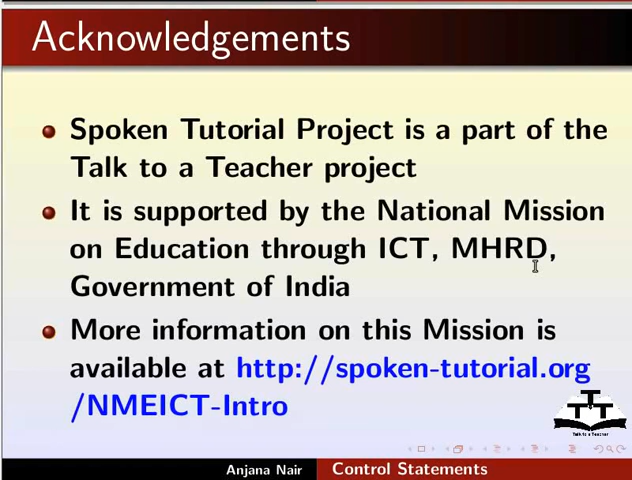 Acknowledgements
Spoken Tutorial Project is a part of the
Talk to a Teacher project
It is supported by the National Mission
on Education through ICT, MHRD,
Government of India
More information on this Mission is
available at http://spoken-tutorial.org
/NMEICT-Intro
TTT
Talk to a Teacher
Anjana Nair Control Statements